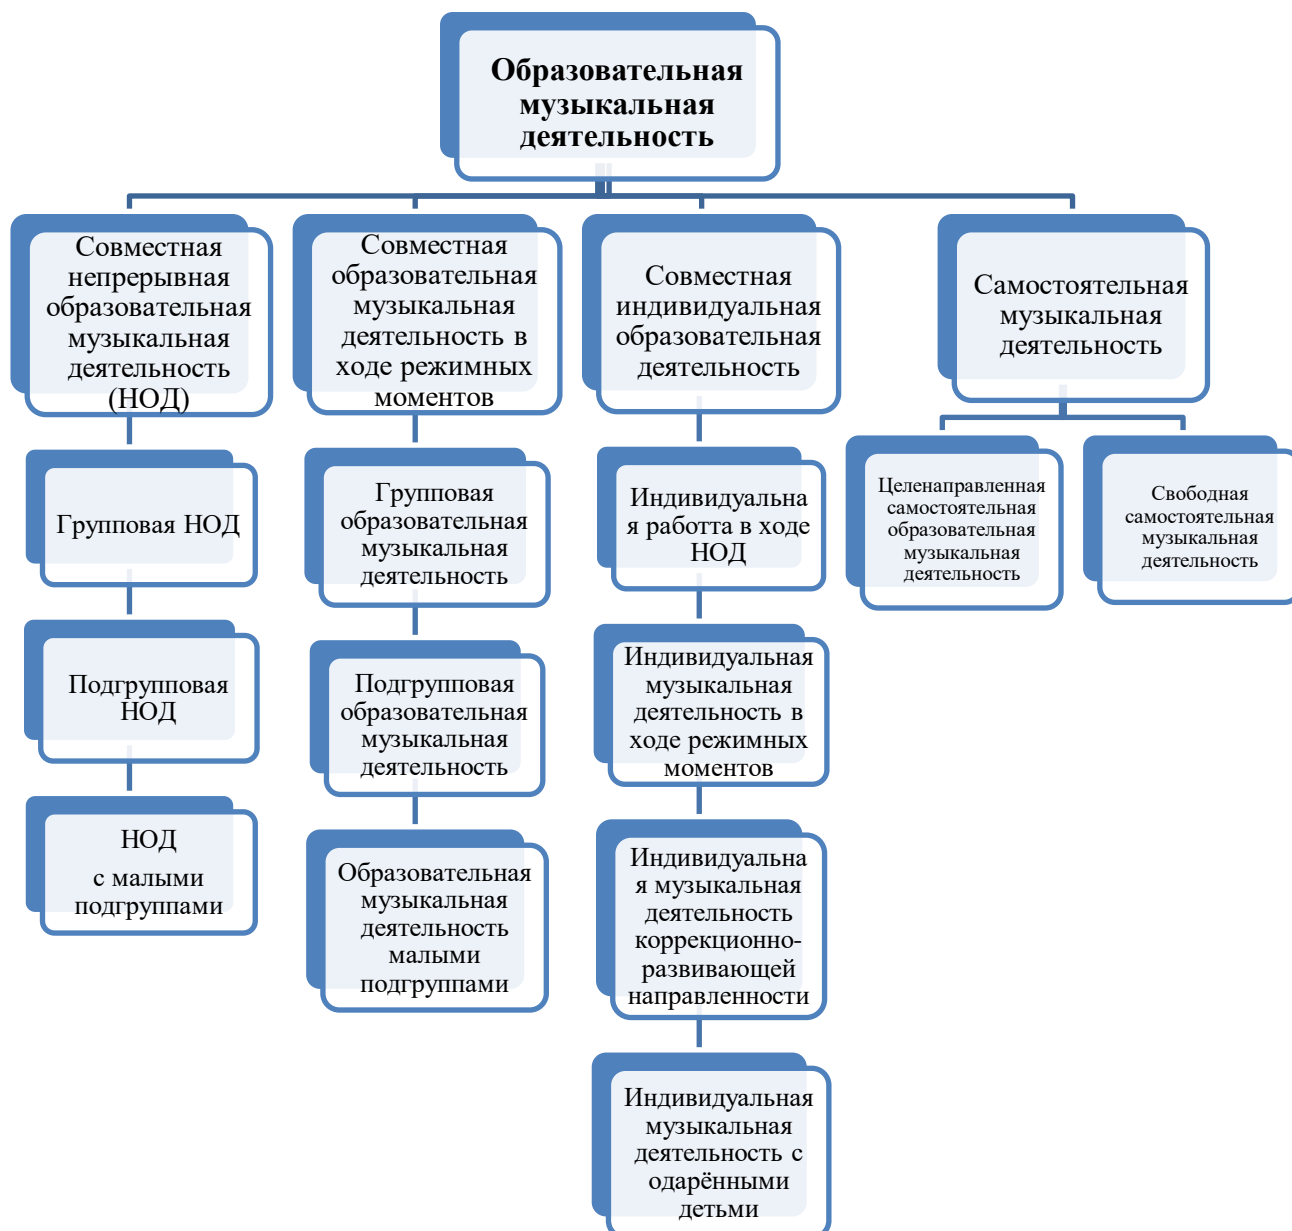 Образовательная
музыкальная
деятельность
Совместная
непрерывная
образовательная
музыкальная
деятельность
(НОД)
Групповая НОД
Подгрупповая
НОД
НОД
с малыми
подгруппами
Совместная
образовательная
музыкальная
деятельность в
ходе режимных
моментов
Групповая
образовательная
музыкальная
деятельность
Подгрупповая
образовательная
музыкальная
деятельность
Образовательная
музыкальная
деятельность
малыми
подгруппами
Совместная
индивидуальная
образовательная
деятельность
Индивидуальна
я работта в ходе
НОД
Индивидуальная
музыкальная
деятельность в
ходе режимных
моментов
Индивидуальна
я музыкальная
деятельность
коррекционно-
развивающей
направленности
Индивидуальная
музыкальная
деятельность с
одарёнными
детьми
Самостоятельная
музыкальная
деятельность
Целенаправленная
самостоятельная
образовательная
музыкальная
деятельность
Свободная
самостоятельная
музыкальная
деятельность